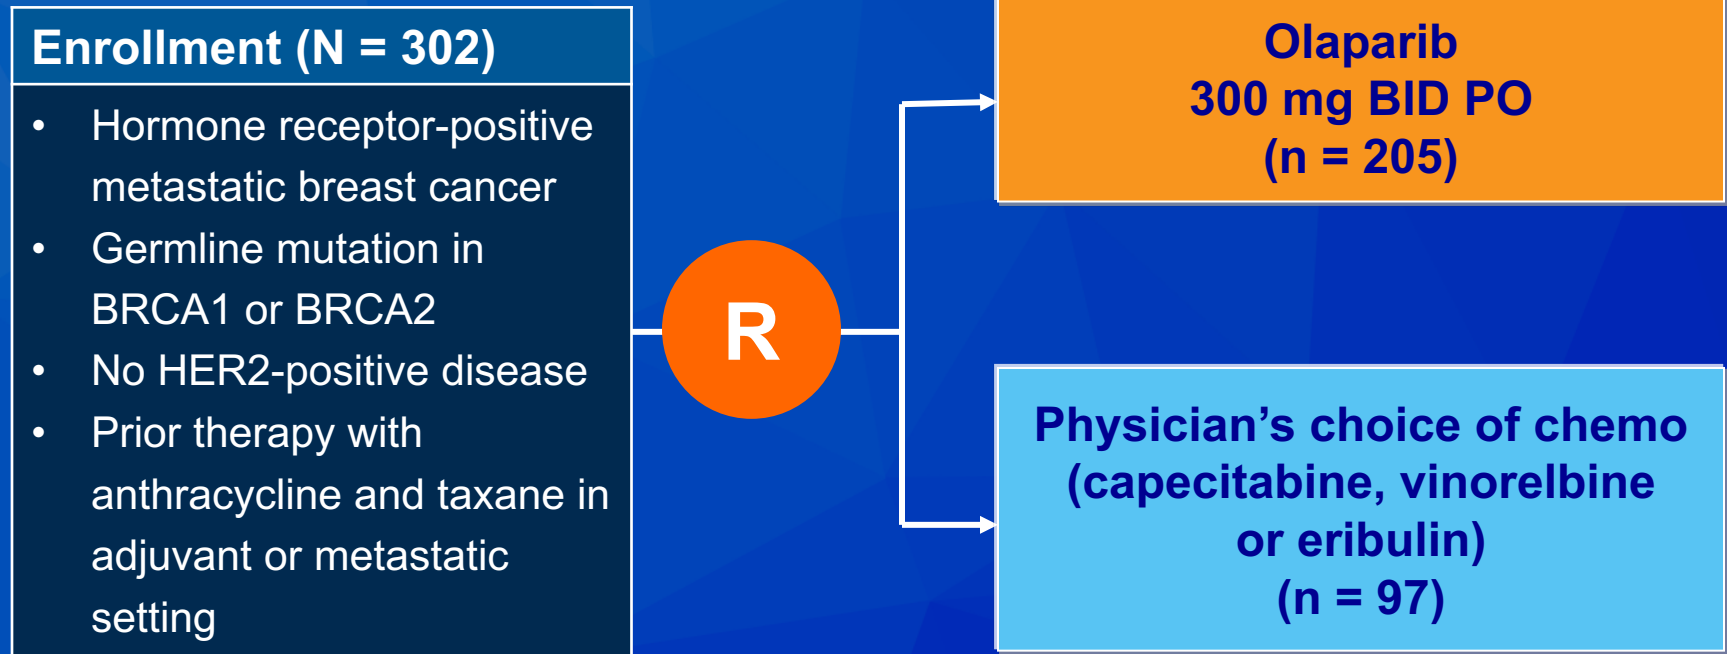 Enrollment (N = 302)
• Hormone receptor-positive
metastatic breast cancer
• Germline mutation in
BRCA1 or BRCA2
• No HER2-positive disease
• Prior therapy with
anthracycline and taxane in
adjuvant or metastatic
setting
R
Olaparib
300 mg BID PO
(n = 205)
Physician’s choice of chemo
(capecitabine, vinorelbine
or eribulin)
(n = 97)